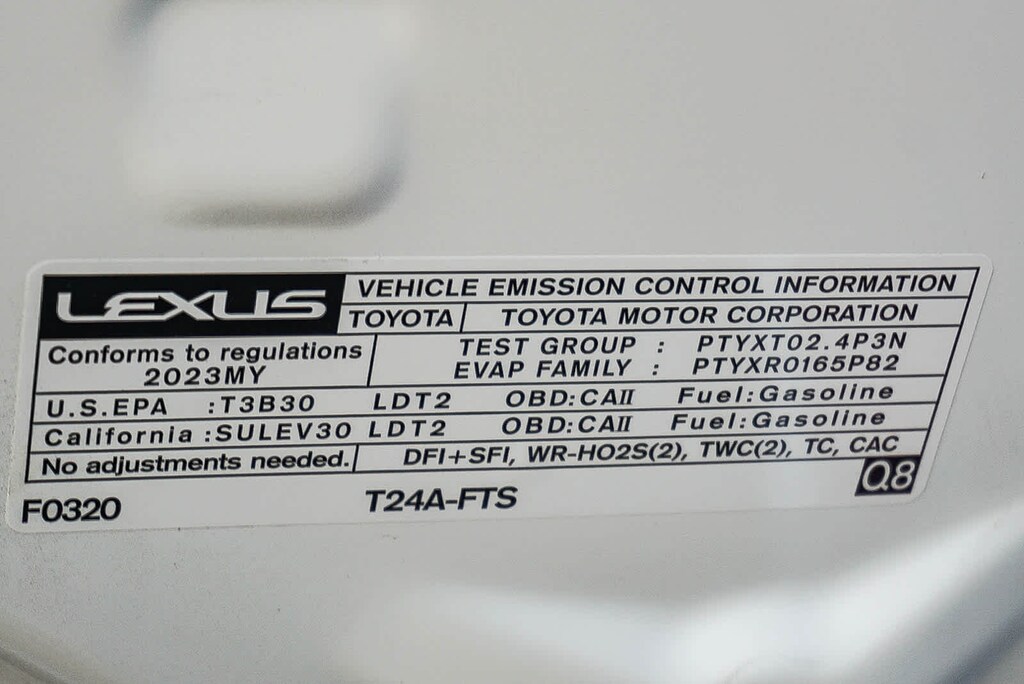 LEXUS VEHICLE EMISSION CONTROL INFORMATION
TOYOTA TOYOTA MOTOR CORPORATION
Conforms to regulations
2023MY
TEST GROUP : PTYXT02.4P3N
EVAP FAMILY : PTYXR0165P82
U.S.EPA :T3B30 LDT2 OBD:CAII Fuel:Gasoline
California :SULEV30 LDT2 OBD:CAII Fuel:Gasoline
No adjustments needed. DFI+SFI, WR-HO2S(2), TWC(2), TC, CAC
F0320 T24A-FTS Q8